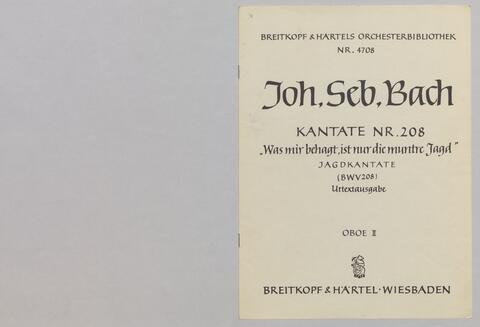 BREITKOPF & HÄRTELS ORCHESTERBIBLIOTHEK
NR. 4708
Joh. Seb. Bach
KANTATE NR. 208
„Was mir behagt, ist nur die muntre Jagd"
JAGDKANTATE
(BWV 208)
Urtextausgabe
OBOE II
BREITKOPF & HÄRTEL · WIESBADEN